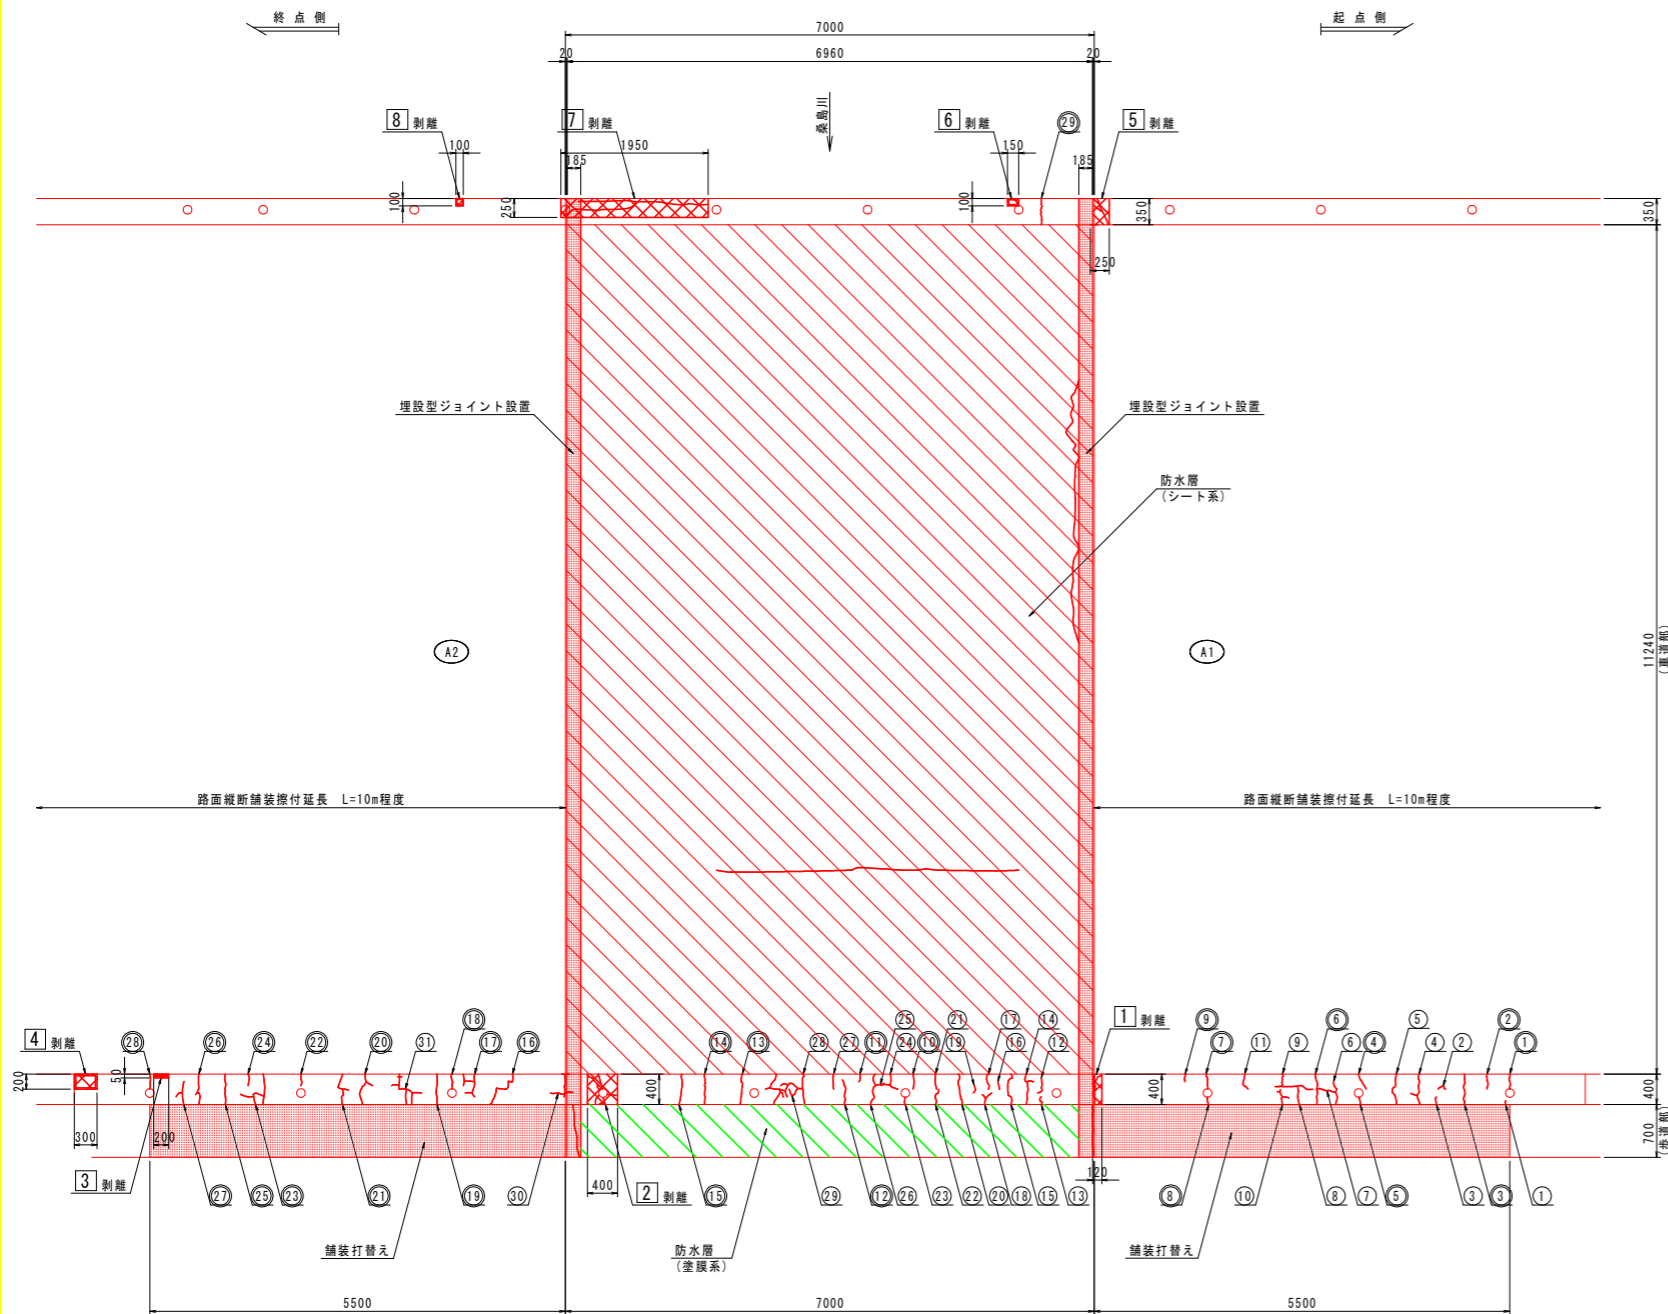 終点側
起点側
7000
20
6960
20
桑島川
8 剥離
7 剥離
6 剥離
29
5 剥離
100
1950
150
185
185
100
250
100
350
350
250
埋設型ジョイント設置
埋設型ジョイント設置
防水層
(シート系)
A2
A1
11240
(車道部)
路面縦断舗装擦付延長 L=10m程度
路面縦断舗装擦付延長 L=10m程度
18
25 21 17 14
1 剥離
9 6 5 2
4 剥離
28 26 24 22 20 31 17 16
14 13 28 27 11 24 10 19 16 12
7 11 9 6 4 4 2 1
200
50
400
400
400
300
200
700
(歩道部)
120
3 剥離
27 25 23 21 19 30
400
2 剥離
15 29 12 26 23 22 20 18 15 13
8 10 8 7 5 3 3 1
舗装打替え
防水層
(塗膜系)
舗装打替え
5500
7000
5500